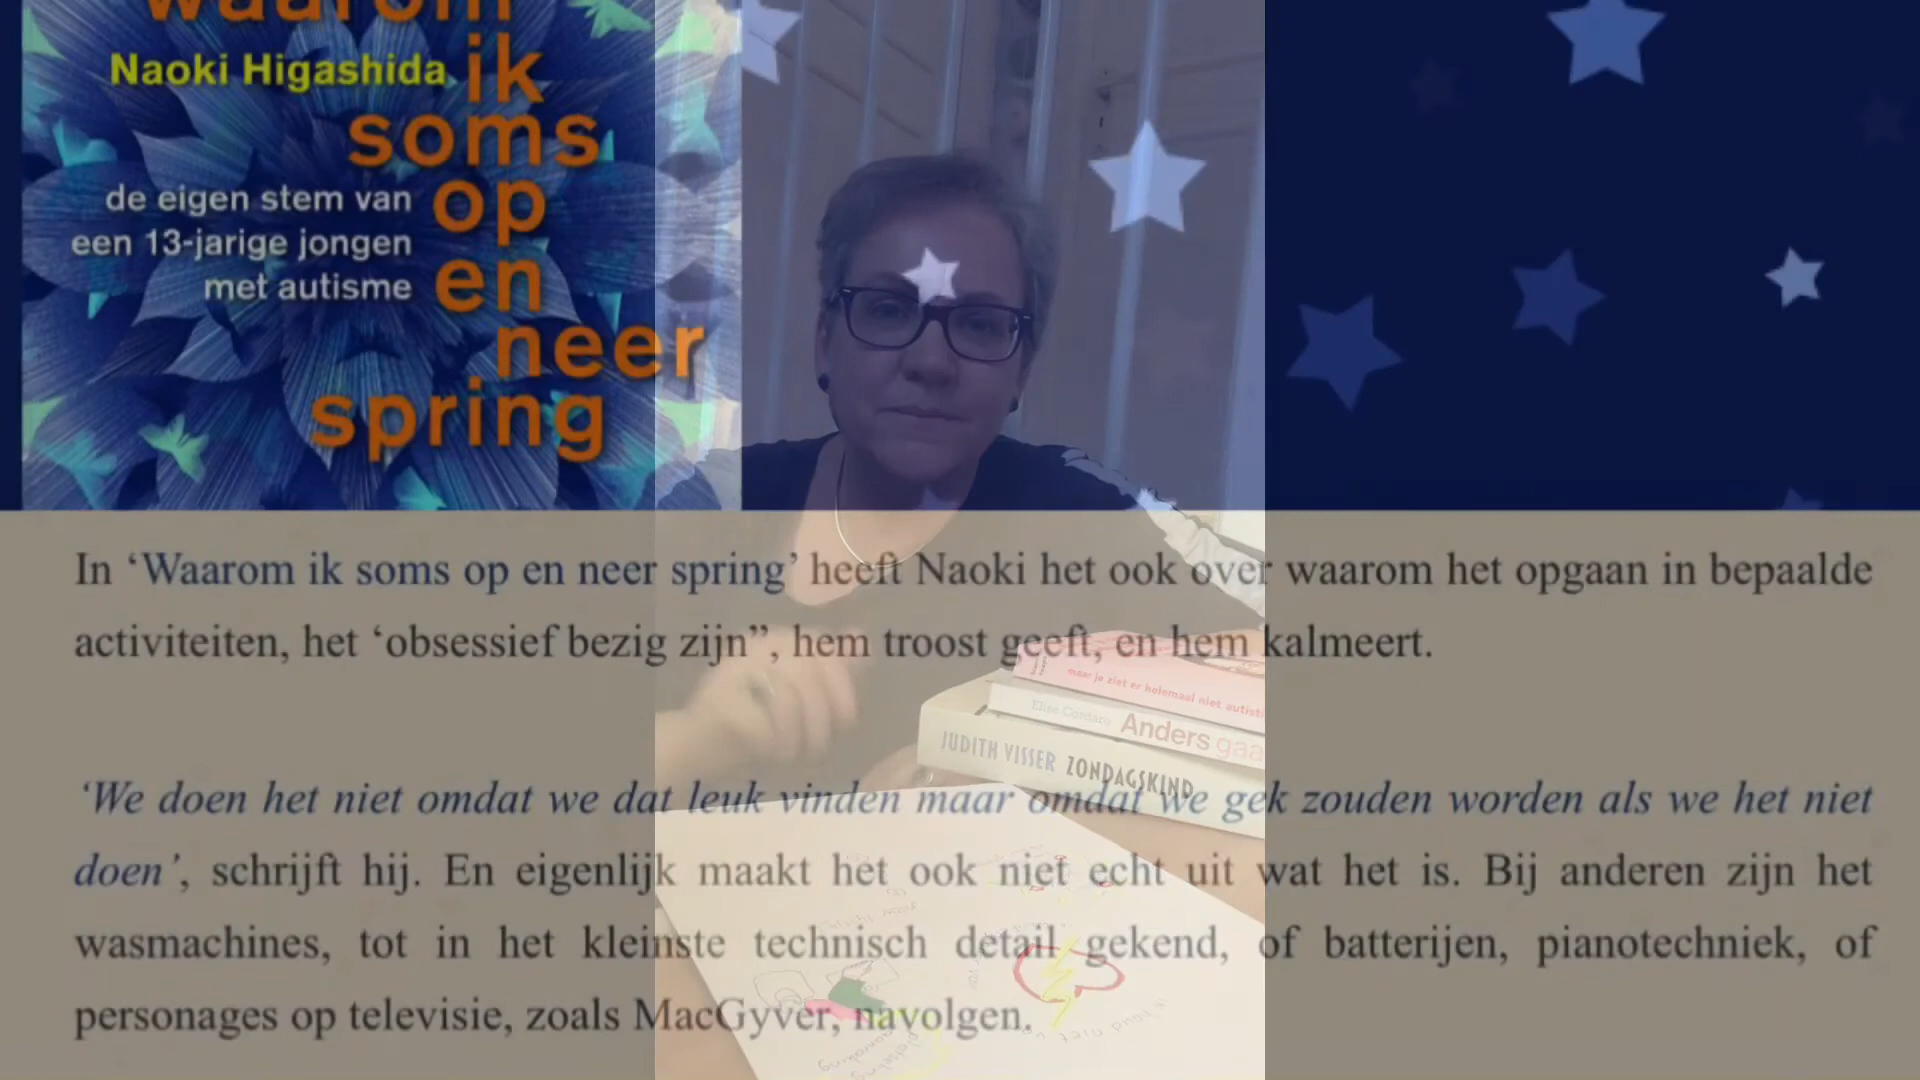 waarom
Naoki Higashida
ik
soms
de eigen stem van
op
een 13-jarige jongen
met autisme
en
neer
spring
In ‘Waarom ik soms op en neer spring’ heeft Naoki het ook over waarom het opgaan in bepaalde
activiteiten, het ‘obsessief bezig zijn”, hem troost geeft, en hem kalmeert.
maar je ziet er helemaal niet autisti
Elise Cordaro Anders gaa
JUDITH VISSER ZONDAGSKIND
‘We doen het niet omdat we dat leuk vinden maar omdat we gek zouden worden als we het niet
doen’, schrijft hij. En eigenlijk maakt het ook niet echt uit wat het is. Bij anderen zijn het
wasmachines, tot in het kleinste technisch detail gekend, of batterijen, pianotechniek, of
personages op televisie, zoals MacGyver, navolgen.